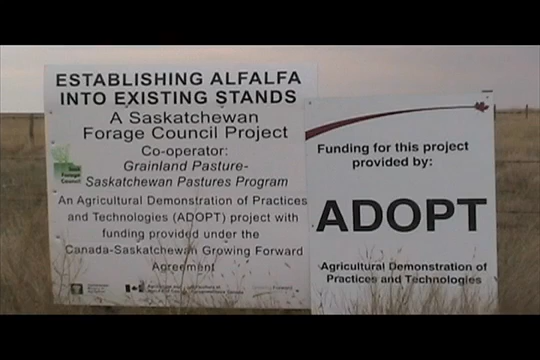 ESTABLISHING ALFALFA
INTO EXISTING STANDS
A Saskatchewan
Forage Council Project
Co-operator:
Grainland Pasture-
Saskatchewan Pastures Program
An Agricultural Demonstration of Practices
and Technologies (ADOPT) project with
funding provided under the
Canada-Saskatchewan Growing Forward
Agreement
Forage
Council
Funding for this project
provided by:
ADOPT
Agricultural Demonstration of
Practices and Technologies